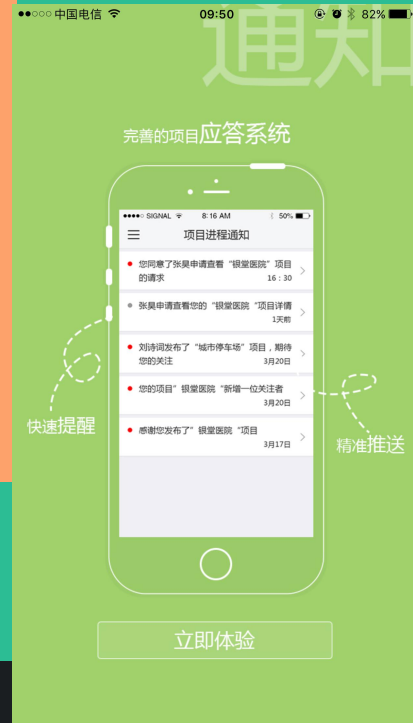 中国电信 09:50 82%
通知
完善的项目应答系统
SIGNAL 8:16 AM 50%
项目进程通知
您同意了张昊申请查看“银堂医院”项目
的请求 16：30
张昊申请查看您的“银堂医院“项目详情
1天前
刘诗词发布了“城市停车场”项目，期待
您的关注 3月20日
您的项目”银堂医院“新增一位关注者
3月20日
感谢您发布了”银堂医院“项目
3月17日
快速提醒
精准推送
立即体验